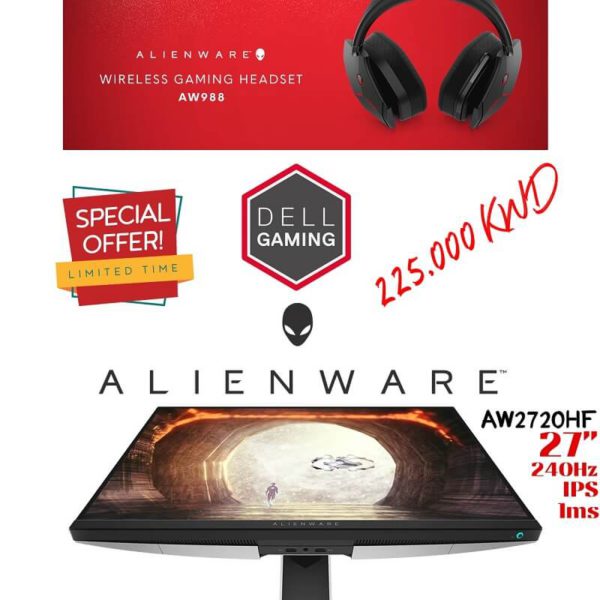 ALIENWARE
WIRELESS GAMING HEADSET
AW988
SPECIAL
OFFER!
LIMITED TIME
DELL
GAMING
225.000 KWD
ALIENWARE™
AW2720HF
27"
240Hz
IPS
1ms
ALIENWARE